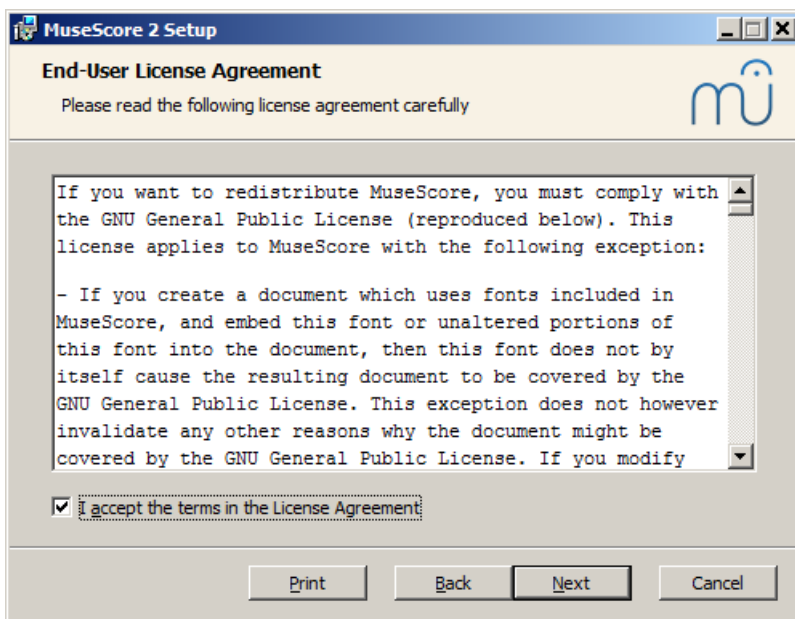 MuseScore 2 Setup
End-User License Agreement
Please read the following license agreement carefully
If you want to redistribute MuseScore, you must comply with
the GNU General Public License (reproduced below). This
license applies to MuseScore with the following exception:
- If you create a document which uses fonts included in
MuseScore, and embed this font or unaltered portions of
this font into the document, then this font does not by
itself cause the resulting document to be covered by the
GNU General Public License. This exception does not however
invalidate any other reasons why the document might be
covered by the GNU General Public License. If you modify
I accept the terms in the License Agreement
Print
Back
Next
Cancel